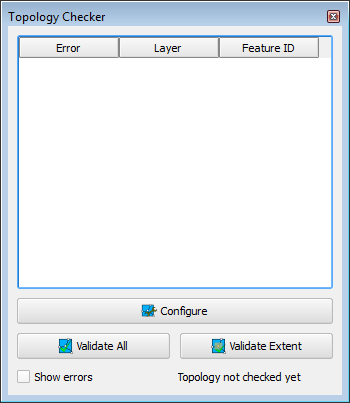 Topology Checker
Error Layer Feature ID
Configure
Validate All Validate Extent
Show errors Topology not checked yet